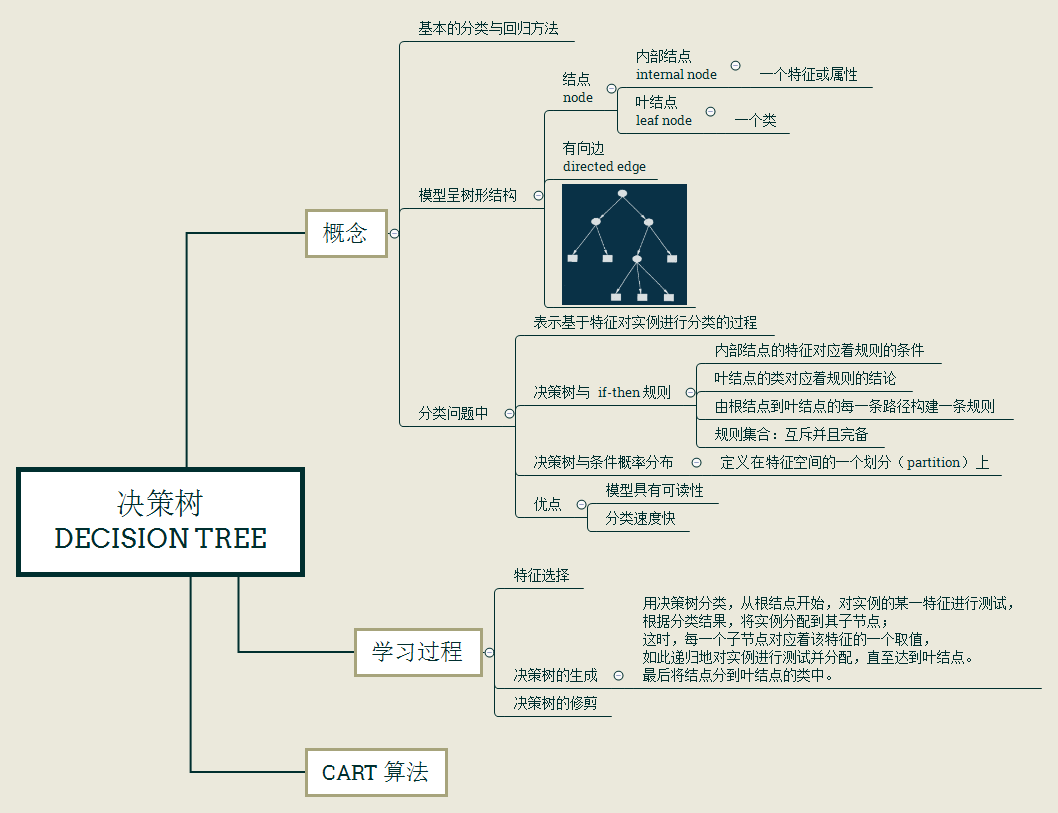 基本的分类与回归方法
内部结点
internal node
一个特征或属性
结点
node
叶结点
leaf node
一个类
有向边
directed edge
模型呈树形结构
概念
表示基于特征对实例进行分类的过程
内部结点的特征对应着规则的条件
叶结点的类对应着规则的结论
决策树与 if-then 规则
由根结点到叶结点的每一条路径构建一条规则
规则集合：互斥并且完备
分类问题中
决策树与条件概率分布
定义在特征空间的一个划分（partition）上
优点
模型具有可读性
分类速度快
决策树
DECISION TREE
特征选择
用决策树分类，从根结点开始，对实例的某一特征进行测试，
根据分类结果，将实例分配到其子节点；
这时，每一个子节点对应着该特征的一个取值，
如此递归地对实例进行测试并分配，直至达到叶结点。
最后将结点分到叶结点的类中。
学习过程
决策树的生成
决策树的修剪
CART 算法